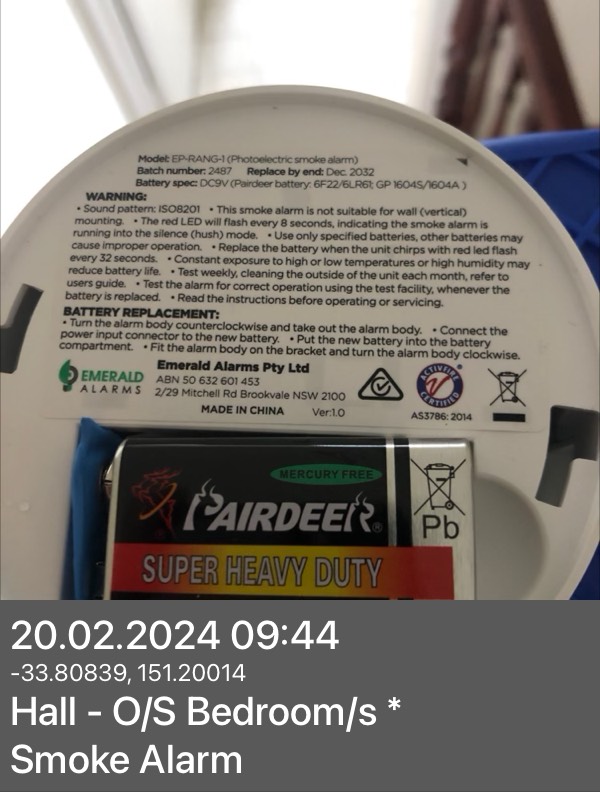 Model: EP-RANG-1 (Photoelectric smoke alarm)
Batch number: 2487 Replace by end: Dec. 2032
Battery spec: DC9V (Pairdeer battery: 6F22/6LR61; GP 1604S/1604A )
WARNING:
• Sound pattern: ISO8201 • This smoke alarm is not suitable for wall (vertical)
mounting. • The red LED will flash every 8 seconds, indicating the smoke alarm is
running into the silence (hush) mode. • Use only specified batteries, other batteries may
cause improper operation. • Replace the battery when the unit chirps with red led flash
every 32 seconds. • Constant exposure to high or low temperatures or high humidity may
reduce battery life. • Test weekly, cleaning the outside of the unit each month, refer to
users guide. • Test the alarm for correct operation using the test facility, whenever the
battery is replaced. • Read the instructions before operating or servicing.
BATTERY REPLACEMENT:
• Turn the alarm body counterclockwise and take out the alarm body. • Connect the
power input connector to the new battery. • Put the new battery into the battery
compartment. • Fit the alarm body on the bracket and turn the alarm body clockwise.
EMERALD
ALARMS
Emerald Alarms Pty Ltd
ABN 50 632 601 453
2/29 Mitchell Rd Brookvale NSW 2100
MADE IN CHINA Ver:1.0
ACTIVFIRE
CERTIFIED
AS3786: 2014
MERCURY FREE
PAIRDEER®
Pb
SUPER HEAVY DUTY
20.02.2024 09:44
-33.80839, 151.20014
Hall - O/S Bedroom/s *
Smoke Alarm